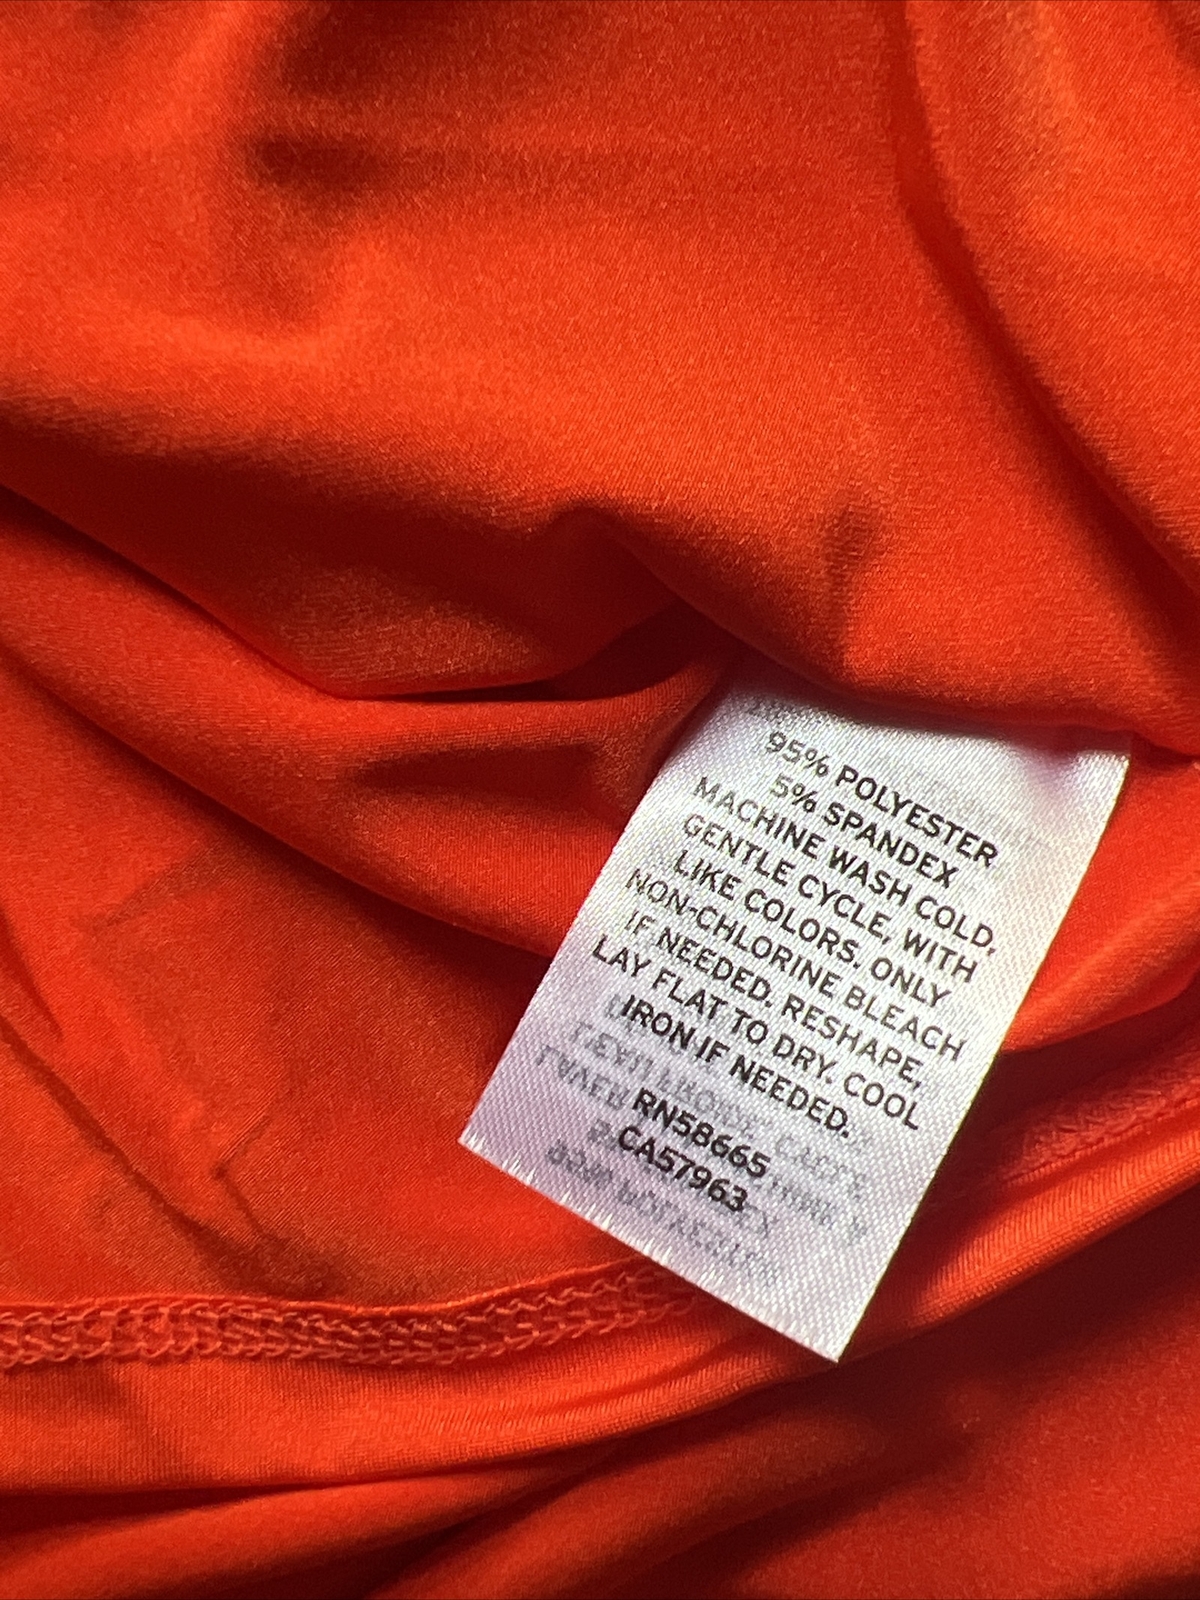 95% POLYESTER
5% SPANDEX
MACHINE WASH COLD,
GENTLE CYCLE, WITH
LIKE COLORS. ONLY
NON-CHLORINE BLEACH
IF NEEDED. RESHAPE,
LAY FLAT TO DRY. COOL
IRON IF NEEDED.
RN58665
CA57963